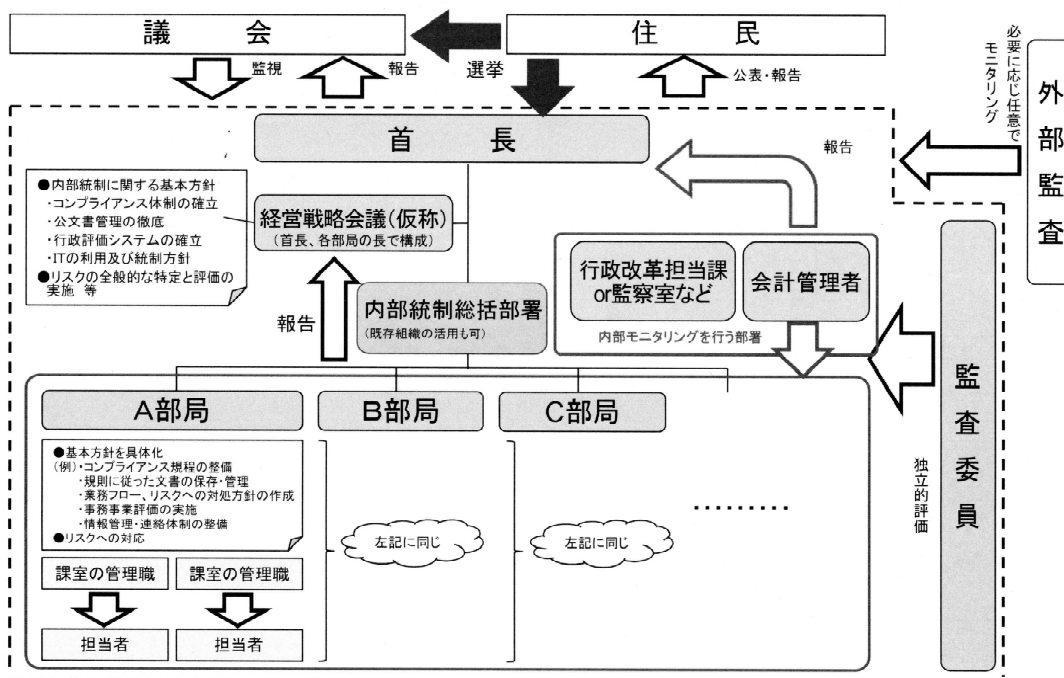 議会
住民
監視
報告
選挙
公表・報告
必要に応じ任意で
モニタリング
外部監査
首長
報告
●内部統制に関する基本方針
・コンプライアンス体制の確立
・公文書管理の徹底
・行政評価システムの確立
・ITの利用及び統制方針
●リスクの全般的な特定と評価の
実施 等
経営戦略会議(仮称)
(首長、各部局の長で構成)
行政改革担当課
or監察室など
会計管理者
内部モニタリングを行う部署
報告
内部統制総括部署
(既存組織の活用も可)
監査委員
独立的評価
A部局
B部局
C部局
●基本方針を具体化
(例)・コンプライアンス規程の整備
・規則に従った文書の保存・管理
・業務フロー、リスクへの対処方針の作成
・事務事業評価の実施
・情報管理・連絡体制の整備
●リスクへの対応
左記に同じ
左記に同じ
・・・・・・・・・
課室の管理職
課室の管理職
担当者
担当者